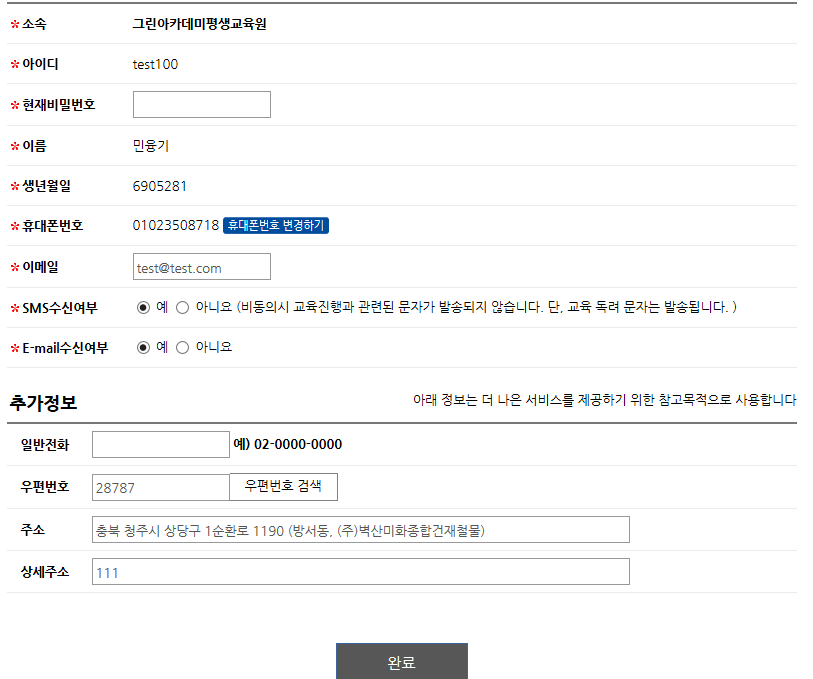 * 소속 그린아카데미평생교육원
* 아이디 test100
* 현재비밀번호
* 이름 민융기
* 생년월일 6905281
* 휴대폰번호 01023508718 휴대폰번호 변경하기
* 이메일 test@test.com
* SMS수신여부 예 아니요 (비동의시 교육진행과 관련된 문자가 발송되지 않습니다. 단, 교육 독려 문자는 발송됩니다. )
* E-mail수신여부 예 아니요
추가정보 아래 정보는 더 나은 서비스를 제공하기 위한 참고목적으로 사용합니다
일반전화 예) 02-0000-0000
우편번호 28787 우편번호 검색
주소 충북 청주시 상당구 1순환로 1190 (방서동, (주)벽산미화종합건재철물)
상세주소 111
완료